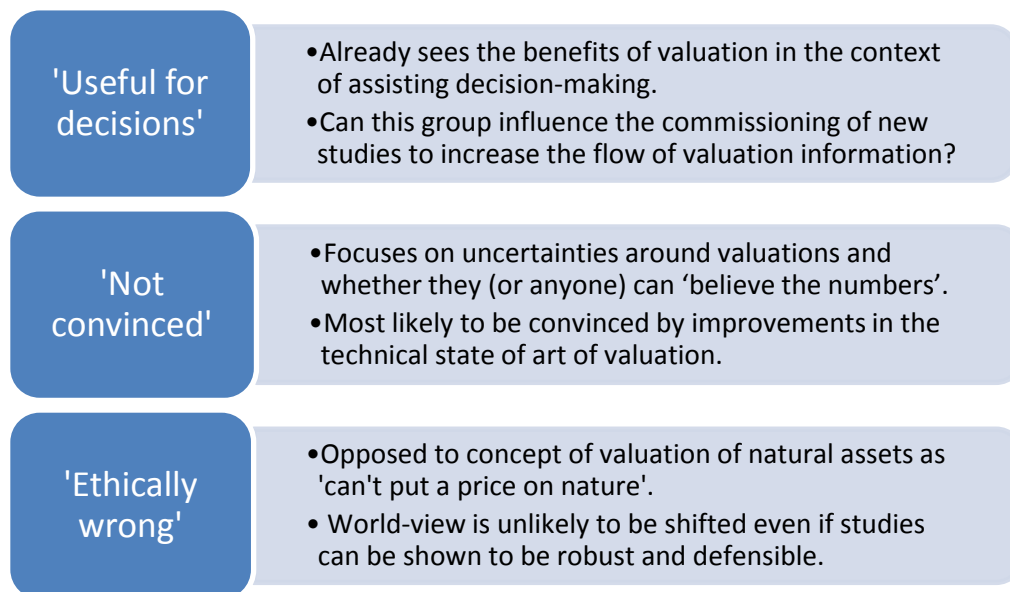 'Useful for
decisions'
•Already sees the benefits of valuation in the context
of assisting decision-making.
•Can this group influence the commissioning of new
studies to increase the flow of valuation information?
'Not
convinced'
•Focuses on uncertainties around valuations and
whether they (or anyone) can ‘believe the numbers’.
•Most likely to be convinced by improvements in the
technical state of art of valuation.
'Ethically
wrong'
•Opposed to concept of valuation of natural assets as
'can't put a price on nature'.
• World-view is unlikely to be shifted even if studies
can be shown to be robust and defensible.